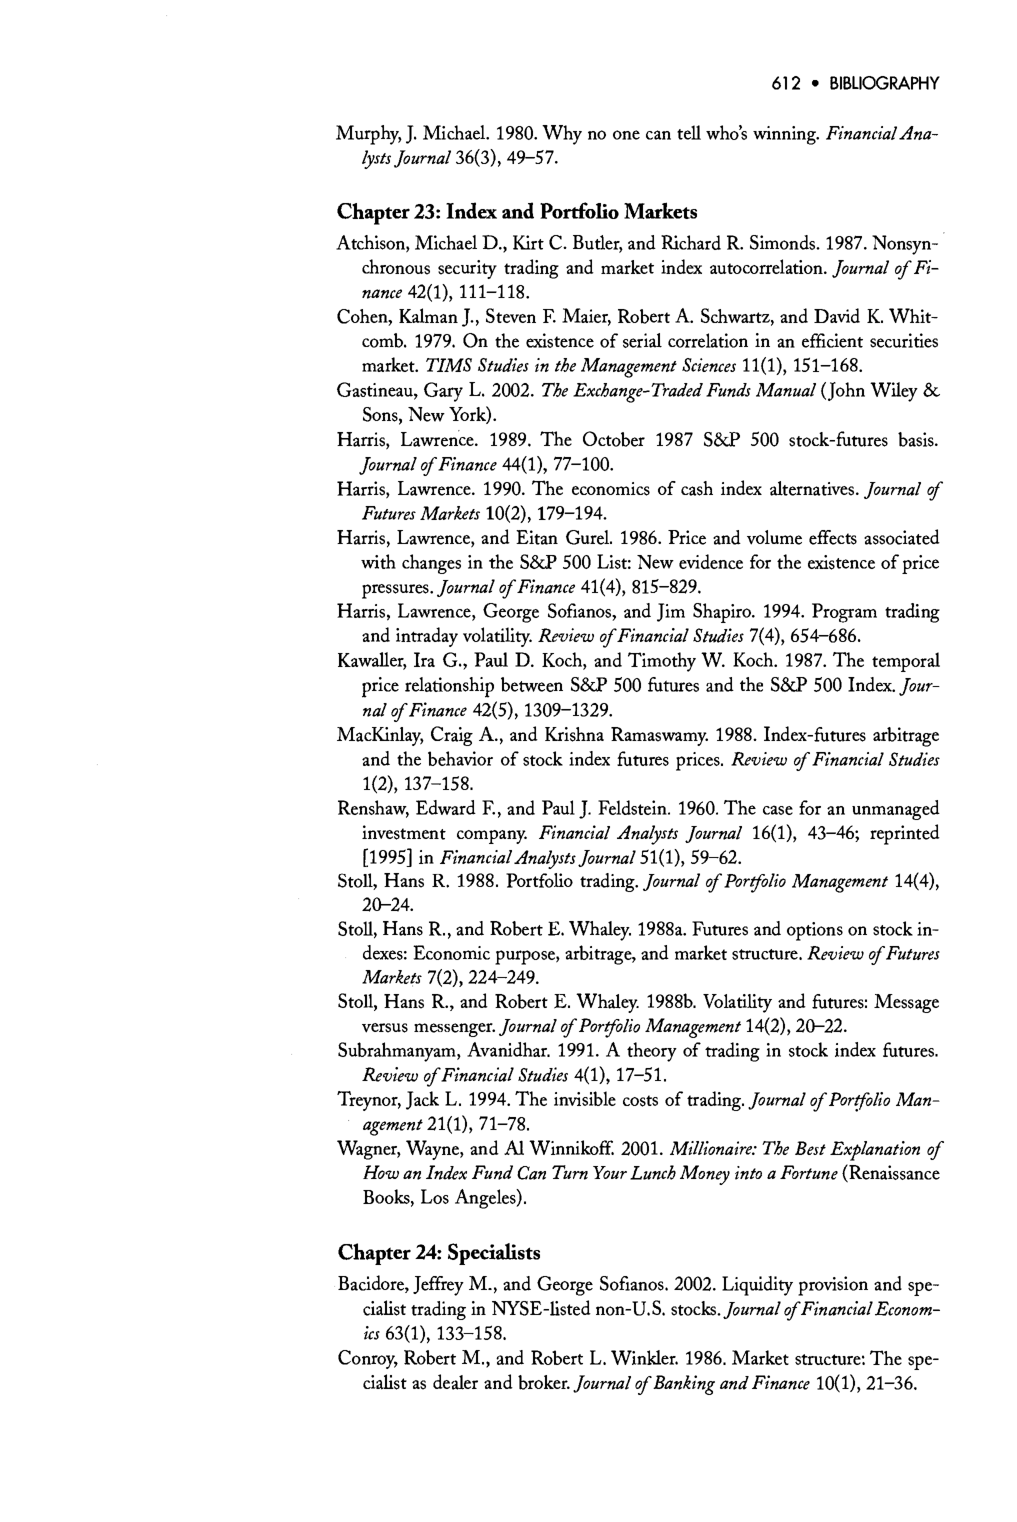 612 • BIBLIOGRAPHY
Murphy, J. Michael. 1980. Why no one can tell who's winning. Financial Ana-
lysts Journal 36(3), 49–57.
Chapter 23: Index and Portfolio Markets
Atchison, Michael D., Kirt C. Butler, and Richard R. Simonds. 1987. Nonsyn-
chronous security trading and market index autocorrelation. Journal of Fi-
nance 42(1), 111–118.
Cohen, Kalman J., Steven F. Maier, Robert A. Schwartz, and David K. Whit-
comb. 1979. On the existence of serial correlation in an efficient securities
market. TIMS Studies in the Management Sciences 11(1), 151–168.
Gastineau, Gary L. 2002. The Exchange-Traded Funds Manual (John Wiley &
Sons, New York).
Harris, Lawrence. 1989. The October 1987 S&P 500 stock-futures basis.
Journal of Finance 44(1), 77–100.
Harris, Lawrence. 1990. The economics of cash index alternatives. Journal of
Futures Markets 10(2), 179–194.
Harris, Lawrence, and Eitan Gurel. 1986. Price and volume effects associated
with changes in the S&P 500 List: New evidence for the existence of price
pressures. Journal of Finance 41(4), 815–829.
Harris, Lawrence, George Sofianos, and Jim Shapiro. 1994. Program trading
and intraday volatility. Review of Financial Studies 7(4), 654–686.
Kawaller, Ira G., Paul D. Koch, and Timothy W. Koch. 1987. The temporal
price relationship between S&P 500 futures and the S&P 500 Index. Jour-
nal of Finance 42(5), 1309–1329.
MacKinlay, Craig A., and Krishna Ramaswamy. 1988. Index-futures arbitrage
and the behavior of stock index futures prices. Review of Financial Studies
1(2), 137–158.
Renshaw, Edward F., and Paul J. Feldstein. 1960. The case for an unmanaged
investment company. Financial Analysts Journal 16(1), 43–46; reprinted
[1995] in Financial Analysts Journal 51(1), 59–62.
Stoll, Hans R. 1988. Portfolio trading. Journal of Portfolio Management 14(4),
20–24.
Stoll, Hans R., and Robert E. Whaley. 1988a. Futures and options on stock in-
dexes: Economic purpose, arbitrage, and market structure. Review of Futures
Markets 7(2), 224–249.
Stoll, Hans R., and Robert E. Whaley. 1988b. Volatility and futures: Message
versus messenger. Journal of Portfolio Management 14(2), 20–22.
Subrahmanyam, Avanidhar. 1991. A theory of trading in stock index futures.
Review of Financial Studies 4(1), 17–51.
Treynor, Jack L. 1994. The invisible costs of trading. Journal of Portfolio Man-
agement 21(1), 71–78.
Wagner, Wayne, and Al Winnikoff. 2001. Millionaire: The Best Explanation of
How an Index Fund Can Turn Your Lunch Money into a Fortune (Renaissance
Books, Los Angeles).
Chapter 24: Specialists
Bacidore, Jeffrey M., and George Sofianos. 2002. Liquidity provision and spe-
cialist trading in NYSE-listed non-U.S. stocks. Journal of Financial Econom-
ics 63(1), 133–158.
Conroy, Robert M., and Robert L. Winkler. 1986. Market structure: The spe-
cialist as dealer and broker. Journal of Banking and Finance 10(1), 21–36.